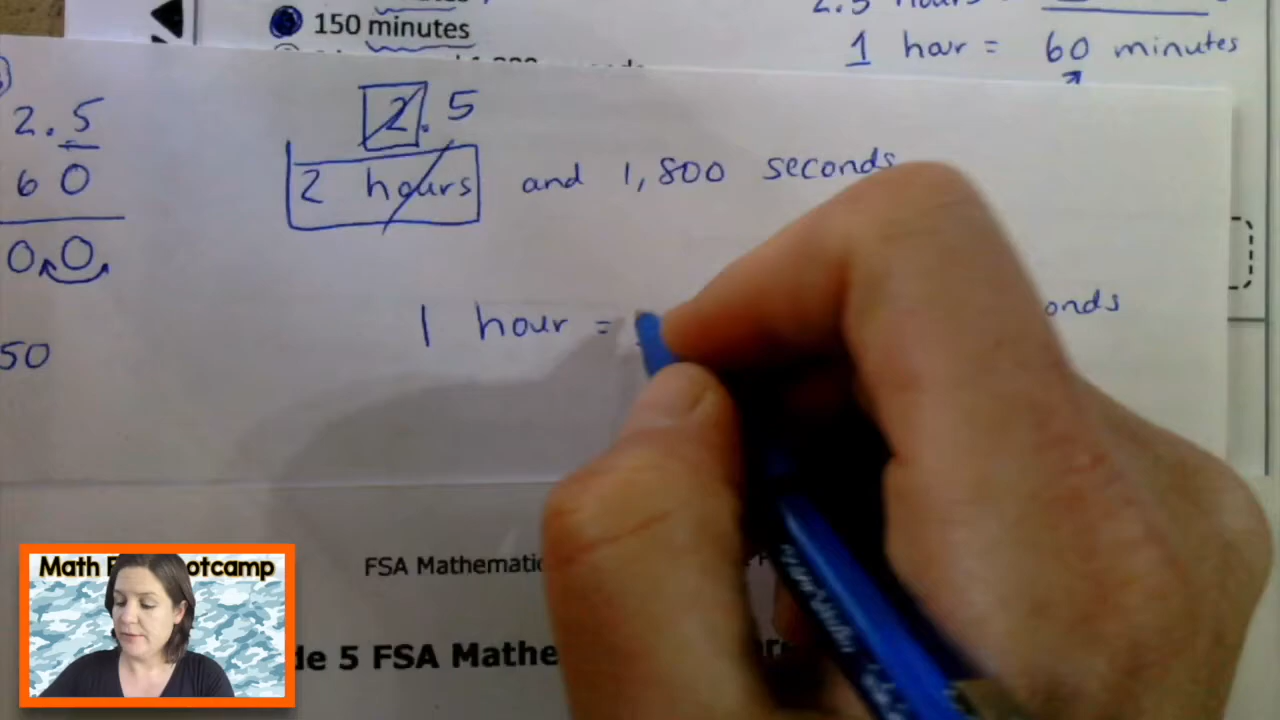 150 minutes
2.5 hours =
1 hour = 60 minutes
2.5
60
00
50
2.5
2 hours and 1,800 seconds
1 hour =
onds
FSA Mathematic
de 5 FSA Mathe
Math otcamp